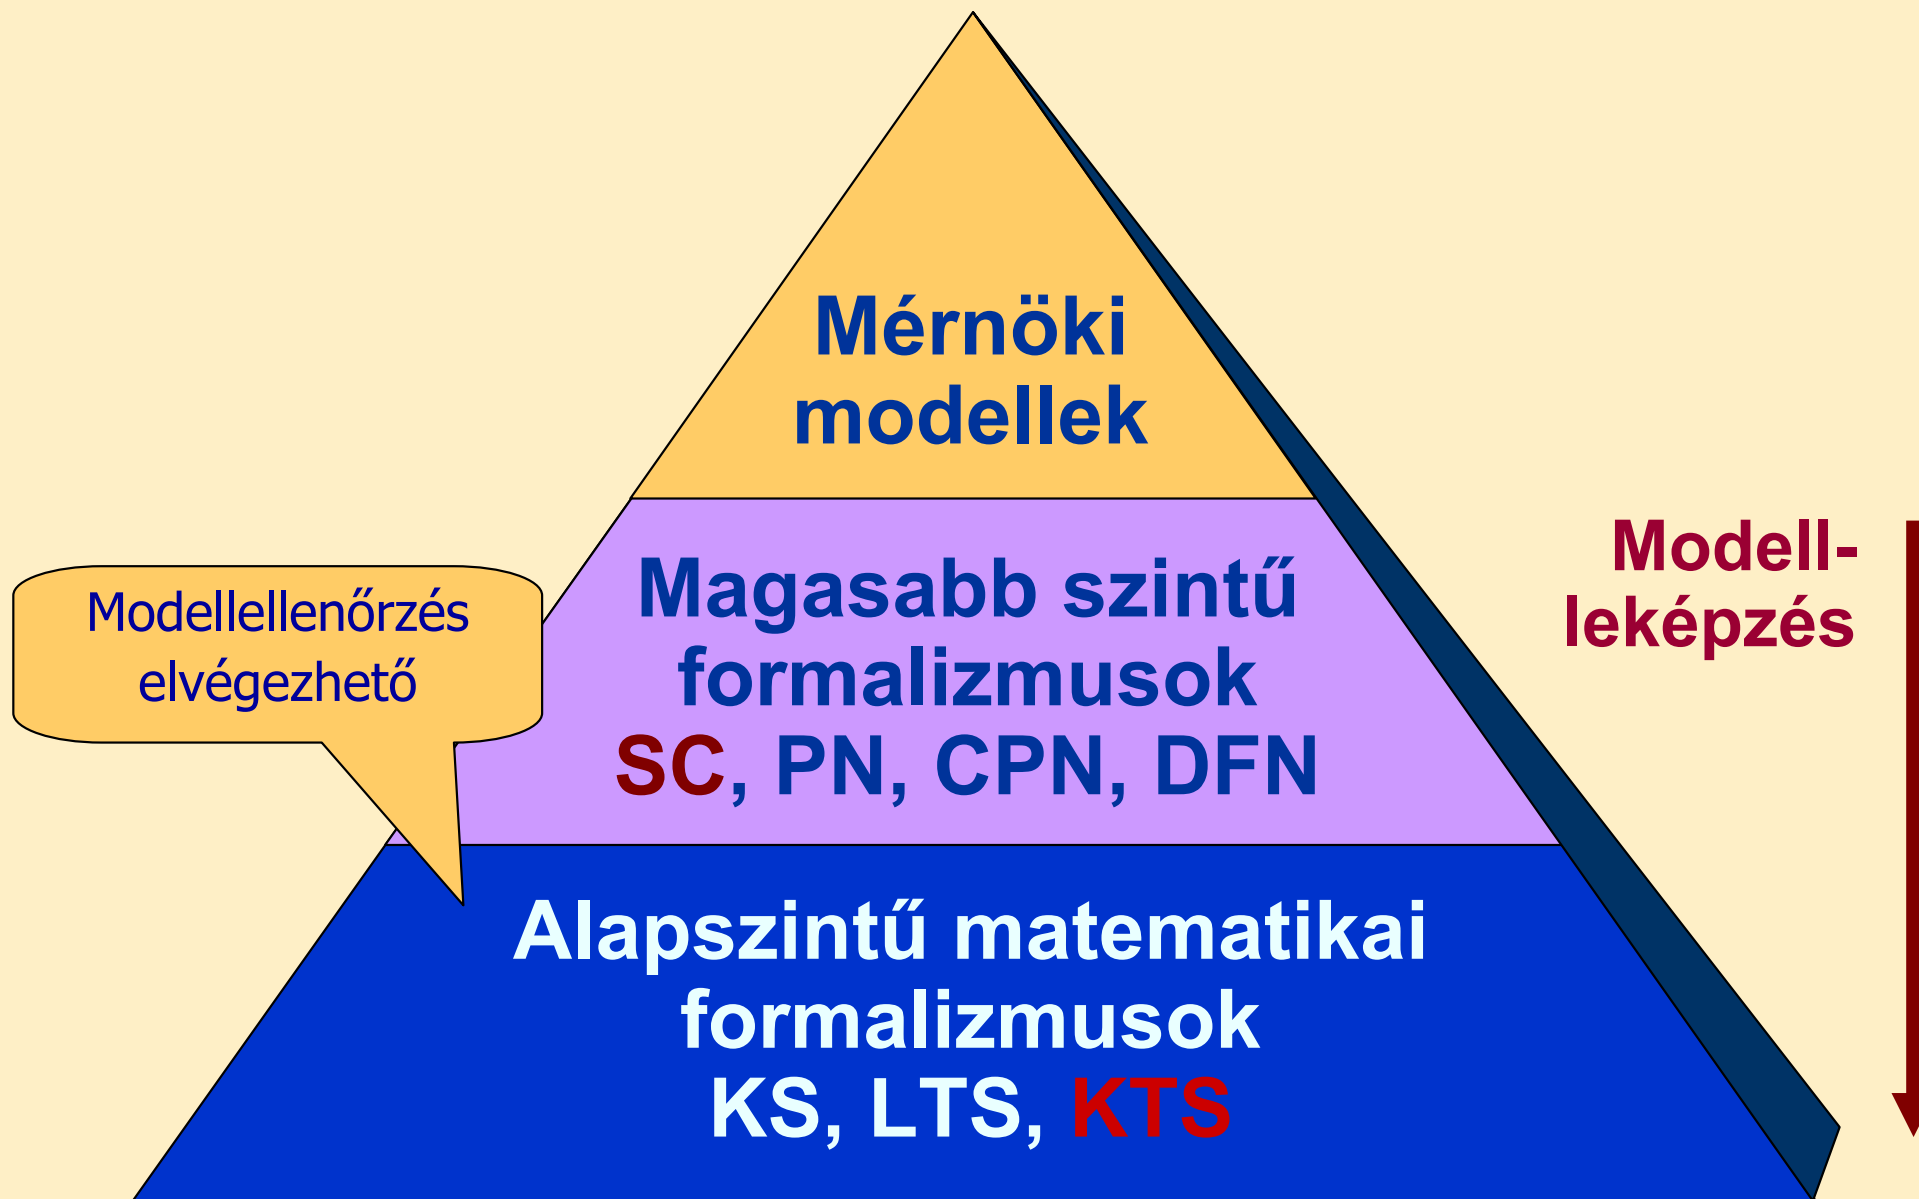 Mérnöki
modellek
Magasabb szintű
formalizmusok
SC, PN, CPN, DFN
Modell-
leképzés
Modellellenőrzés
elvégezhető
Alapszintű matematikai
formalizmusok
KS, LTS, KTS